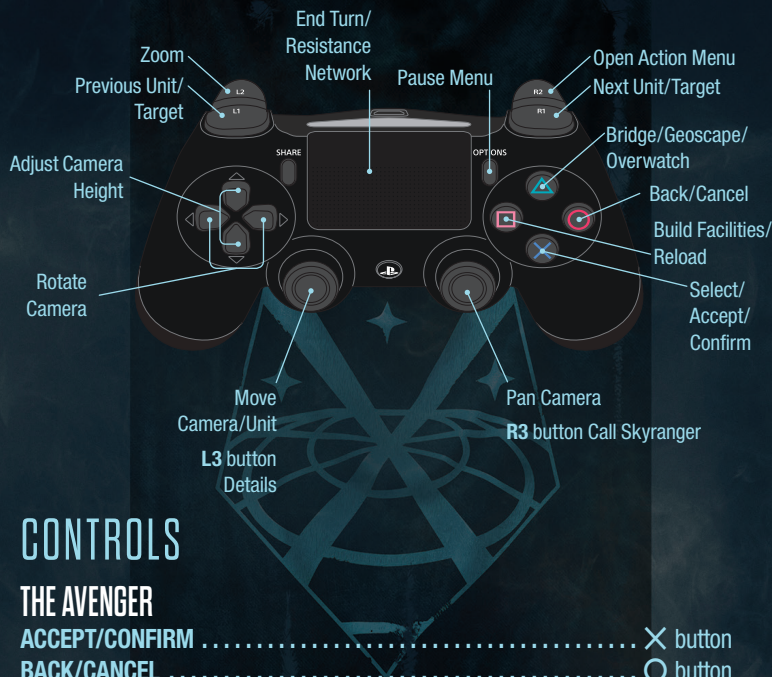 End Turn/
Resistance
Network
Zoom
Previous Unit/
Target
Pause Menu
Open Action Menu
Next Unit/Target
L2
L1
R2
R1
SHARE
OPTIONS
Bridge/Geoscape/
Overwatch
Adjust Camera
Height
Back/Cancel
Build Facilities/
Reload
Rotate
Camera
Select/
Accept/
Confirm
Move
Camera/Unit
L3 button
Details
Pan Camera
R3 button Call Skyranger
CONTROLS
THE AVENGER
ACCEPT/CONFIRM ........................................... X button
BACK/CANCEL ............................................... O button